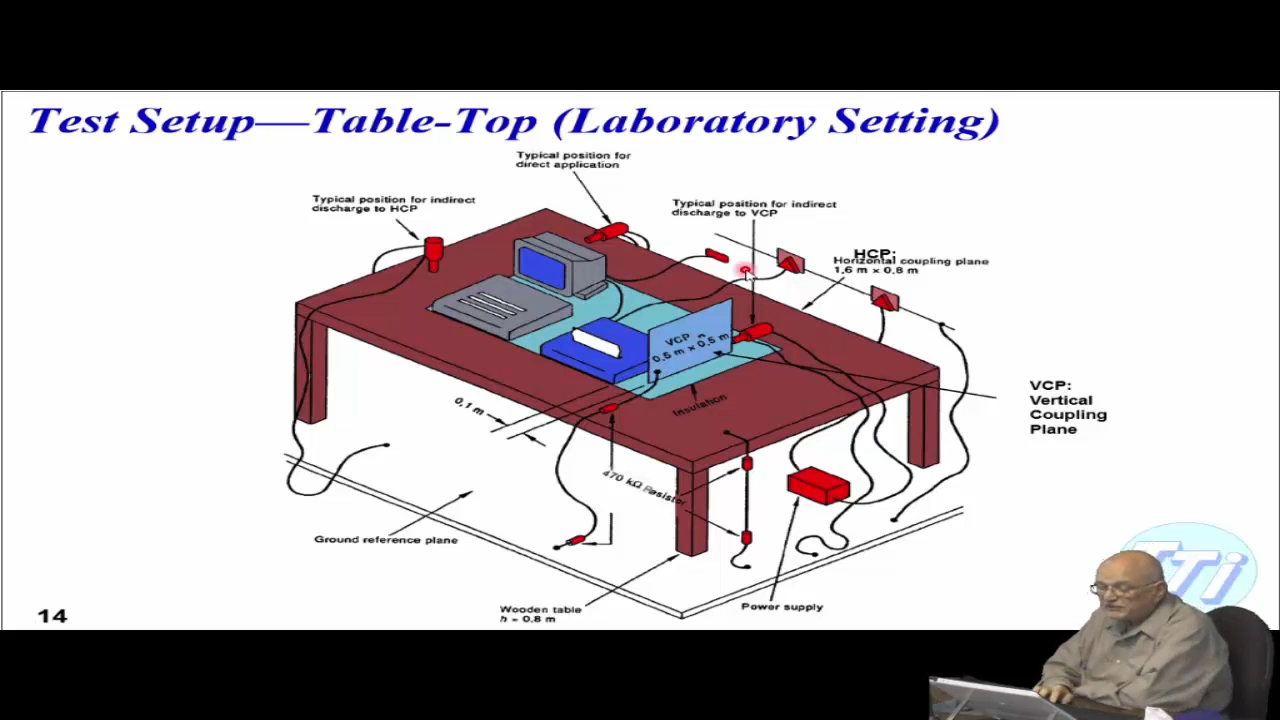 Test Setup—Table-Top (Laboratory Setting)
Typical position for
direct application
Typical position for indirect
discharge to HCP
Typical position for indirect
discharge to VCP
HCP:
Horizontal coupling plane
1,6 m × 0,8 m
VCP
0,5 m × 0,5 m
VCP:
Vertical
Coupling
Plane
0,1 m
Insulation
470 kΩ Resistor
Ground reference plane
Wooden table
h = 0,8 m
Power supply
14